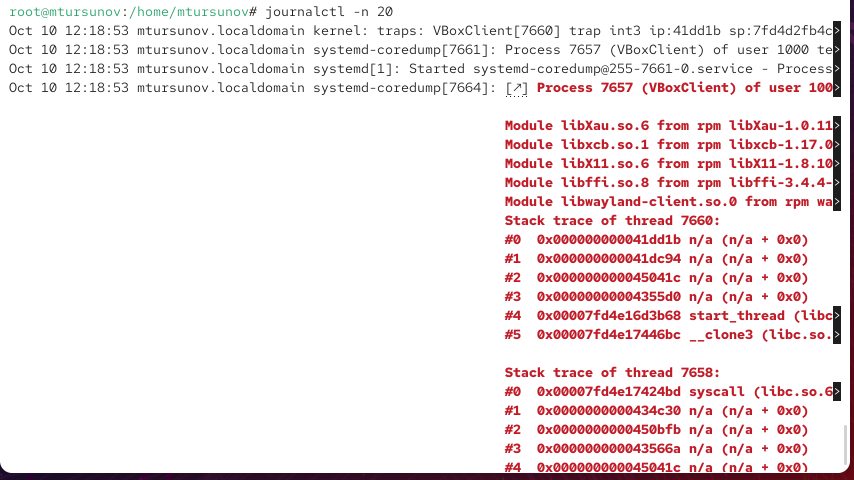 root@mtursunov:/home/mtursunov# journalctl -n 20
Oct 10 12:18:53 mtursunov.localdomain kernel: traps: VBoxClient[7660] trap int3 ip:41dd1b sp:7fd4d2fb4c>
Oct 10 12:18:53 mtursunov.localdomain systemd-coredump[7661]: Process 7657 (VBoxClient) of user 1000 te>
Oct 10 12:18:53 mtursunov.localdomain systemd[1]: Started systemd-coredump@255-7661-0.service - Process>
Oct 10 12:18:53 mtursunov.localdomain systemd-coredump[7664]: [↗] Process 7657 (VBoxClient) of user 100>
Module libXau.so.6 from rpm libXau-1.0.11>
Module libxcb.so.1 from rpm libxcb-1.17.0>
Module libX11.so.6 from rpm libX11-1.8.10>
Module libffi.so.8 from rpm libffi-3.4.4->
Module libwayland-client.so.0 from rpm wa>
Stack trace of thread 7660:
#0  0x000000000041dd1b n/a (n/a + 0x0)
#1  0x000000000041dc94 n/a (n/a + 0x0)
#2  0x000000000045041c n/a (n/a + 0x0)
#3  0x00000000004355d0 n/a (n/a + 0x0)
#4  0x00007fd4e16d3b68 start_thread (libc>
#5  0x00007fd4e17446bc __clone3 (libc.so.>
Stack trace of thread 7658:
#0  0x00007fd4e17424bd syscall (libc.so.6>
#1  0x0000000000434c30 n/a (n/a + 0x0)
#2  0x0000000000450bfb n/a (n/a + 0x0)
#3  0x000000000043566a n/a (n/a + 0x0)
#4  0x000000000045041c n/a (n/a + 0x0)